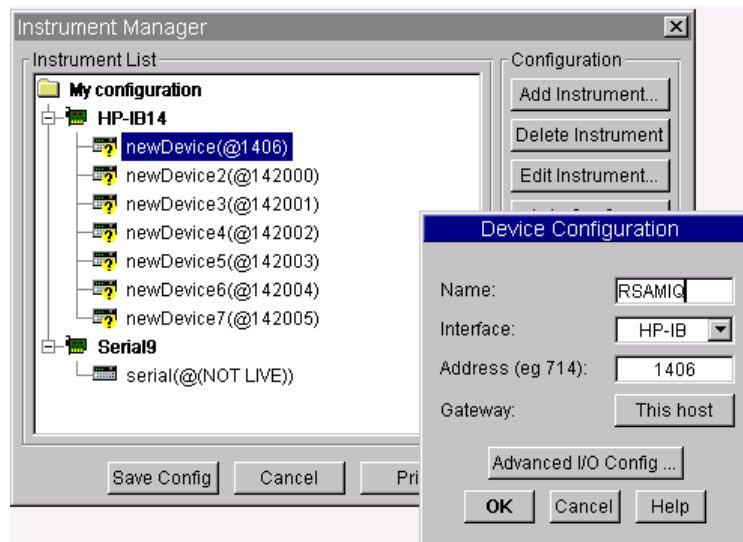 Instrument Manager
Instrument List
My configuration
HP-IB14
newDevice(@1406)
newDevice2(@142000)
newDevice3(@142001)
newDevice4(@142002)
newDevice5(@142003)
newDevice6(@142004)
newDevice7(@142005)
Serial9
serial(@(NOT LIVE))
Save Config
Cancel
Pri
Configuration
Add Instrument...
Delete Instrument
Edit Instrument...
Device Configuration
Name: RSAMIQ
Interface: HP-IB
Address (eg 714): 1406
Gateway: This host
Advanced I/O Config ...
OK Cancel Help